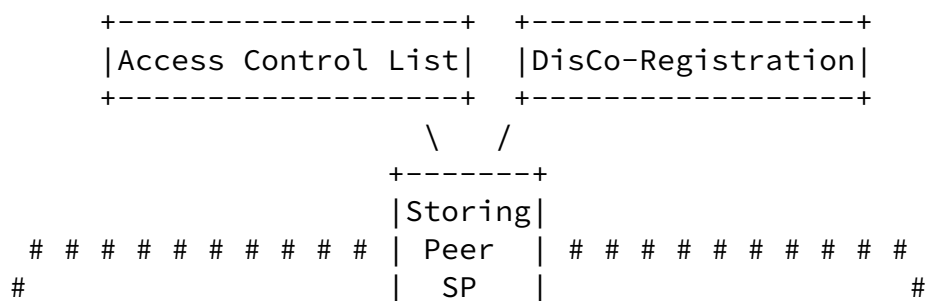 +--------------------+  +------------------+
|Access Control List|  |DisCo-Registration|
+--------------------+  +------------------+
\   /
+-------+
|Storing|
# # # # # # # # # # | Peer  | # # # # # # # # # #
#                     |  SP   |                     #